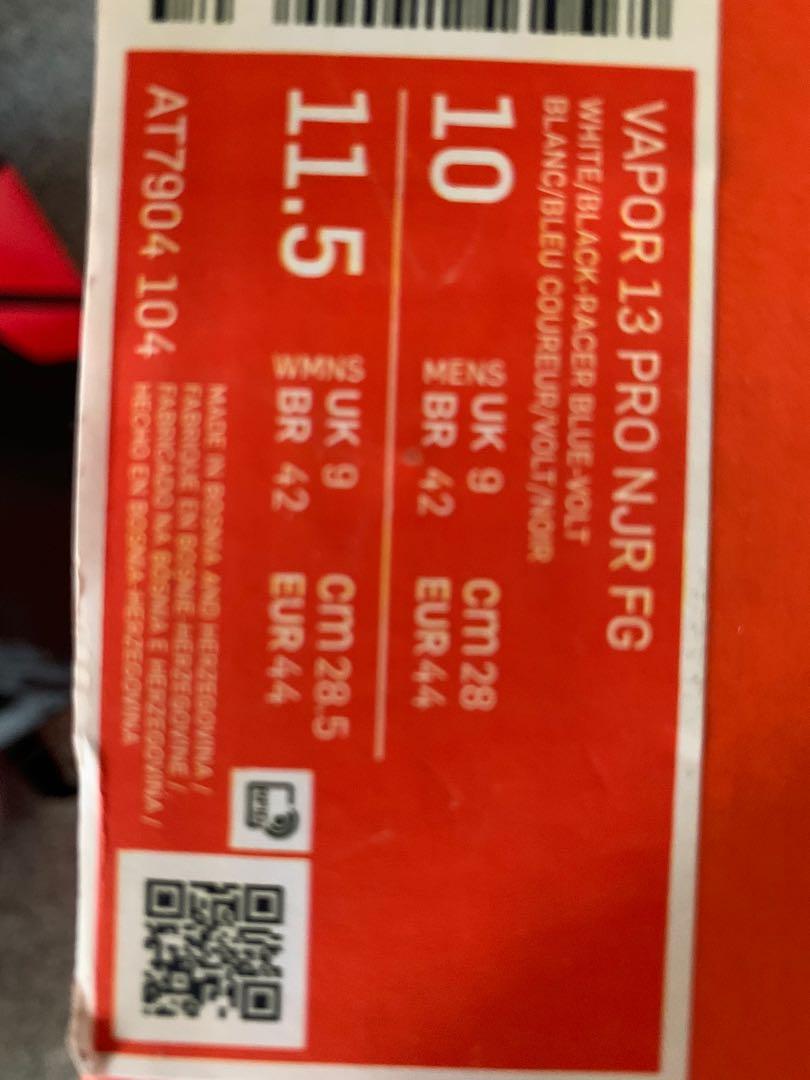 VAPOR 13 PRO NJR FG
WHITE/BLACK-RACER BLUE-VOLT
BLANC/BLEU COUREUR/VOLT/NOIR
10
MENS UK 9 cm 28
BR 42 EUR 44
11.5
WMNS UK 9 cm 28.5
BR 42 EUR 44
AT7904 104
MADE IN BOSNIA AND HERZEGOVINA /
FABRIQUE EN BOSNIE-HERZEGOVINE /
FABRICADO NA BOSNIA E HERZEGOVINA /
HECHO EN BOSNIA-HERZEGOVINA